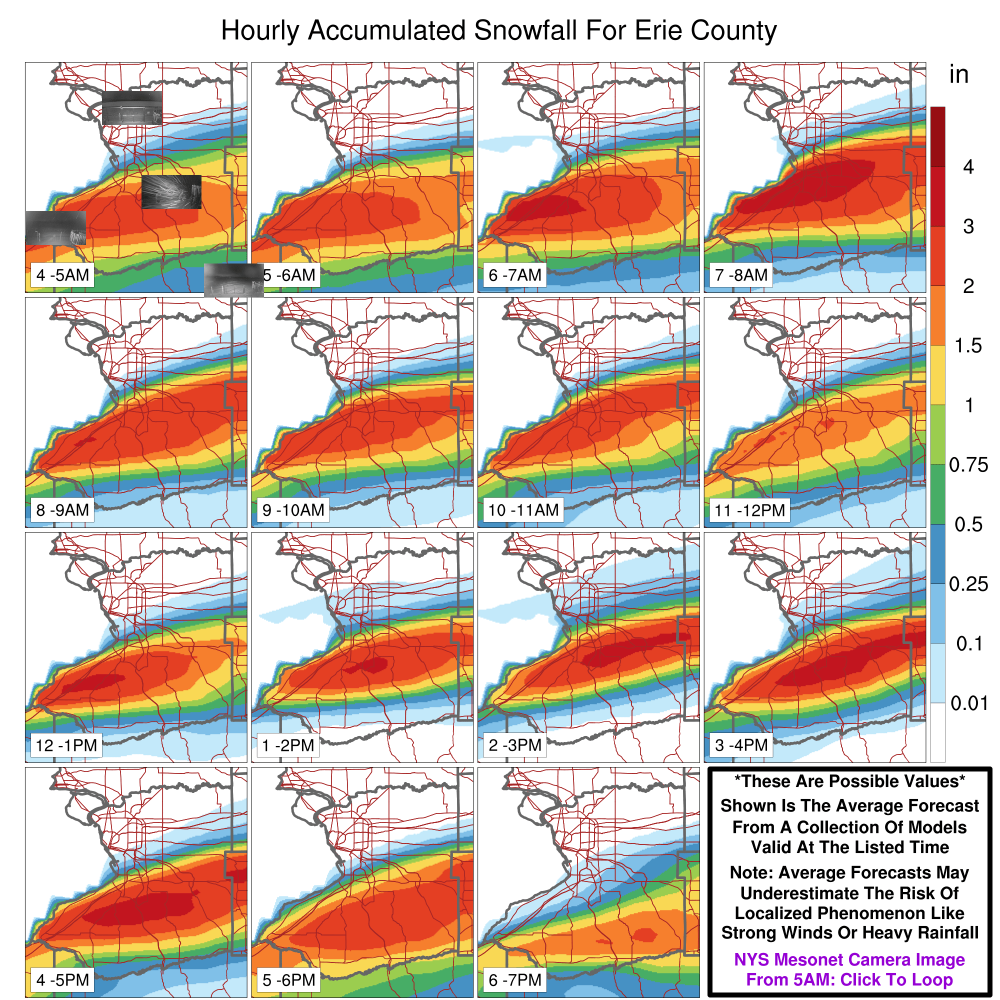 Hourly Accumulated Snowfall For Erie County
in
4 -5AM
5 -6AM
6 -7AM
7 -8AM
4
3
2
1.5
1
0.75
0.5
0.25
0.1
0.01
8 -9AM
9 -10AM
10 -11AM
11 -12PM
12 -1PM
1 -2PM
2 -3PM
3 -4PM
4 -5PM
5 -6PM
6 -7PM
*These Are Possible Values*
Shown Is The Average Forecast
From A Collection Of Models
Valid At The Listed Time
Note: Average Forecasts May
Underestimate The Risk Of
Localized Phenomenon Like
Strong Winds Or Heavy Rainfall
NYS Mesonet Camera Image
From 5AM: Click To Loop